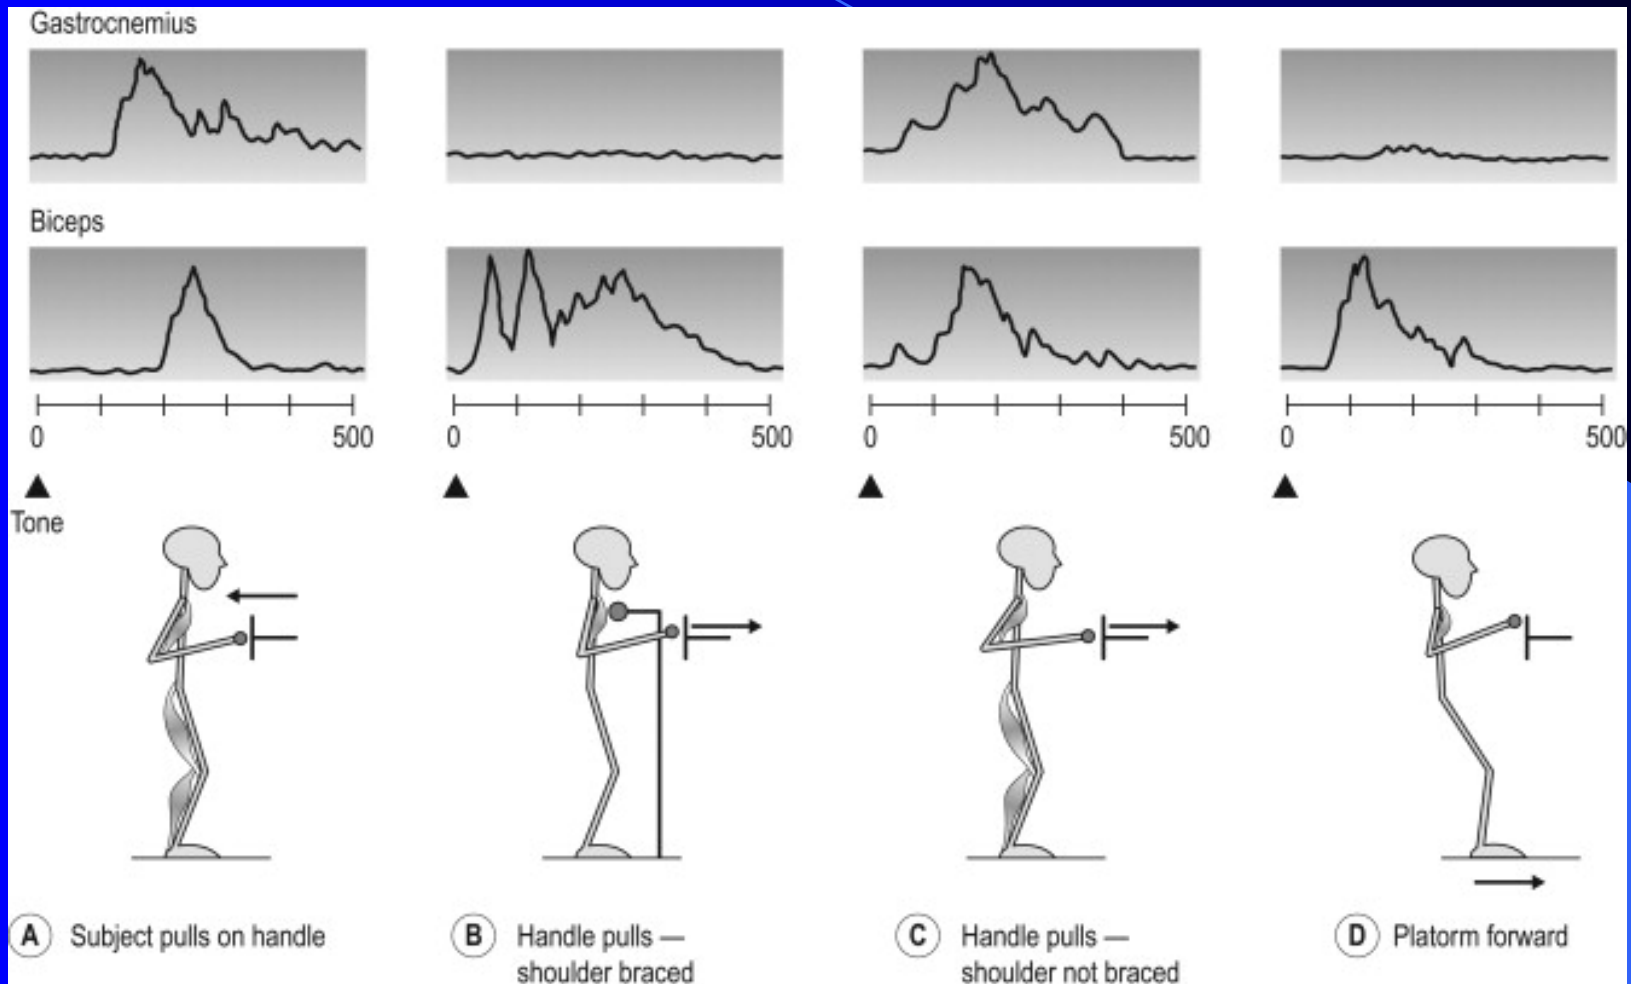 Gastrocnemius
Biceps
0 500 0 500 0 500 0 500
Tone
A Subject pulls on handle
B Handle pulls —
shoulder braced
C Handle pulls —
shoulder not braced
D Platorm forward